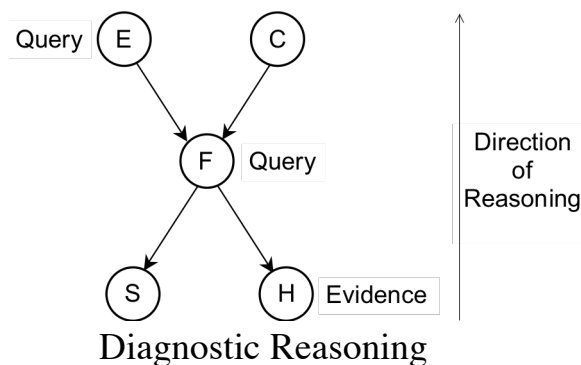 Query E C
F Query
Direction
of
Reasoning
S H Evidence
Diagnostic Reasoning